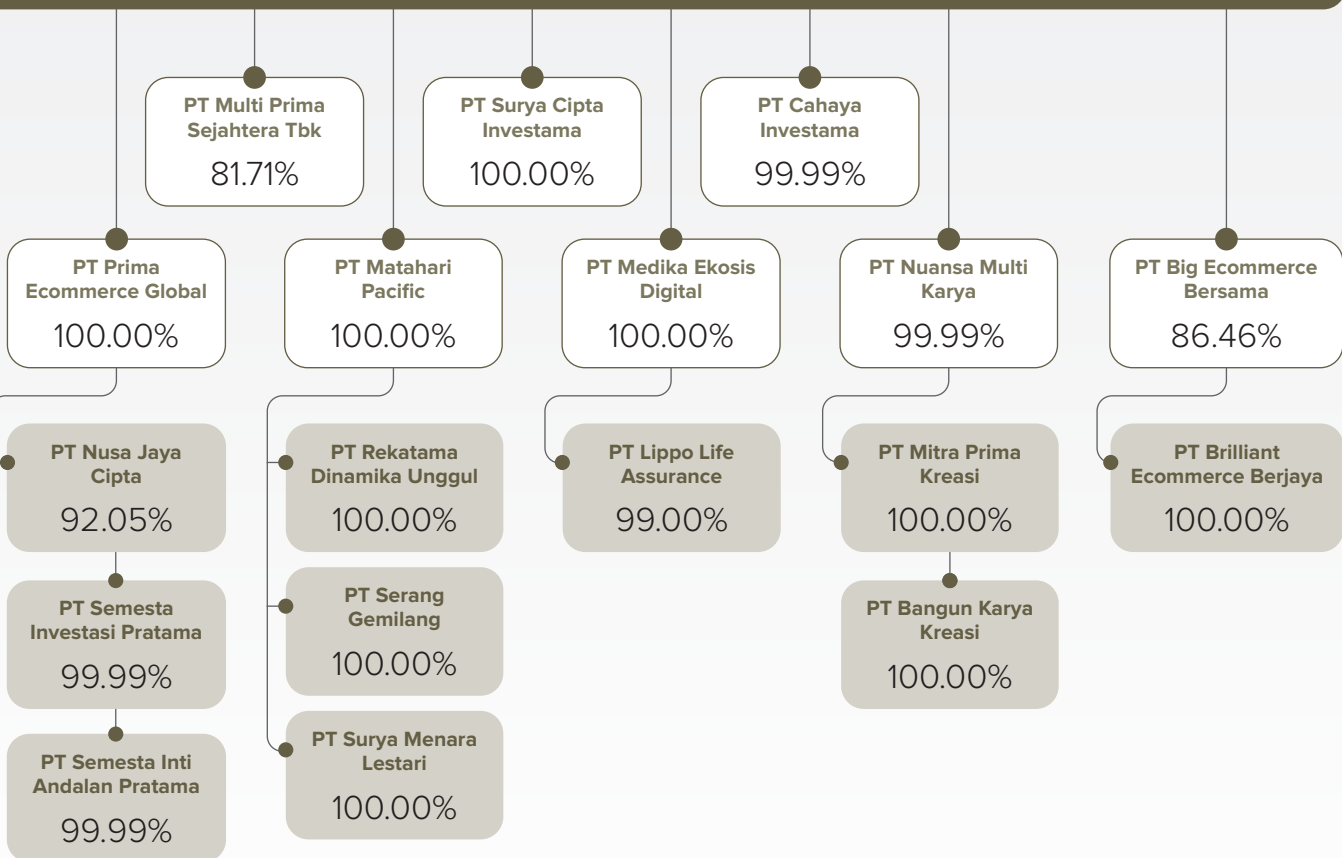 PT Multi Prima
Sejahtera Tbk
81.71%
PT Surya Cipta
Investama
100.00%
PT Cahaya
Investama
99.99%
PT Prima
Ecommerce Global
100.00%
PT Matahari
Pacific
100.00%
PT Medika Ekosis
Digital
100.00%
PT Nuansa Multi
Karya
99.99%
PT Big Ecommerce
Bersama
86.46%
PT Nusa Jaya
Cipta
92.05%
PT Semesta
Investasi Pratama
99.99%
PT Semesta Inti
Andalan Pratama
99.99%
PT Rekatama
Dinamika Unggul
100.00%
PT Serang
Gemilang
100.00%
PT Surya Menara
Lestari
100.00%
PT Lippo Life
Assurance
99.00%
PT Mitra Prima
Kreasi
100.00%
PT Bangun Karya
Kreasi
100.00%
PT Brilliant
Ecommerce Berjaya
100.00%